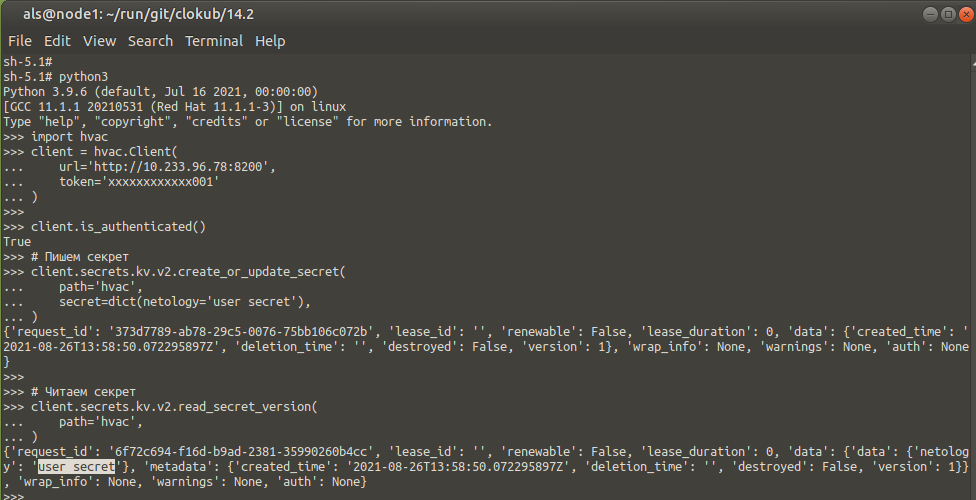 als@node1: ~/run/git/clokub/14.2
File Edit View Search Terminal Help
sh-5.1#
sh-5.1# python3
Python 3.9.6 (default, Jul 16 2021, 00:00:00)
[GCC 11.1.1 20210531 (Red Hat 11.1.1-3)] on linux
Type "help", "copyright", "credits" or "license" for more information.
>>> import hvac
>>> client = hvac.Client(
...     url='http://10.233.96.78:8200',
...     token='xxxxxxxxxxxx001'
... )
>>>
>>> client.is_authenticated()
True
>>> # Пишем секрет
>>> client.secrets.kv.v2.create_or_update_secret(
...     path='hvac',
...     secret=dict(netology='user secret'),
... )
{'request_id': '373d7789-ab78-29c5-0076-75bb106c072b', 'lease_id': '', 'renewable': False, 'lease_duration': 0, 'data': {'created_time': '
2021-08-26T13:58:50.072295897Z', 'deletion_time': '', 'destroyed': False, 'version': 1}, 'wrap_info': None, 'warnings': None, 'auth': None
}
>>>
>>> # Читаем секрет
>>> client.secrets.kv.v2.read_secret_version(
...     path='hvac',
... )
{'request_id': '6f72c694-f16d-b9ad-2381-35990260b4cc', 'lease_id': '', 'renewable': False, 'lease_duration': 0, 'data': {'data': {'netolog
y': 'user secret'}, 'metadata': {'created_time': '2021-08-26T13:58:50.072295897Z', 'deletion_time': '', 'destroyed': False, 'version': 1}}
, 'wrap_info': None, 'warnings': None, 'auth': None}
>>>